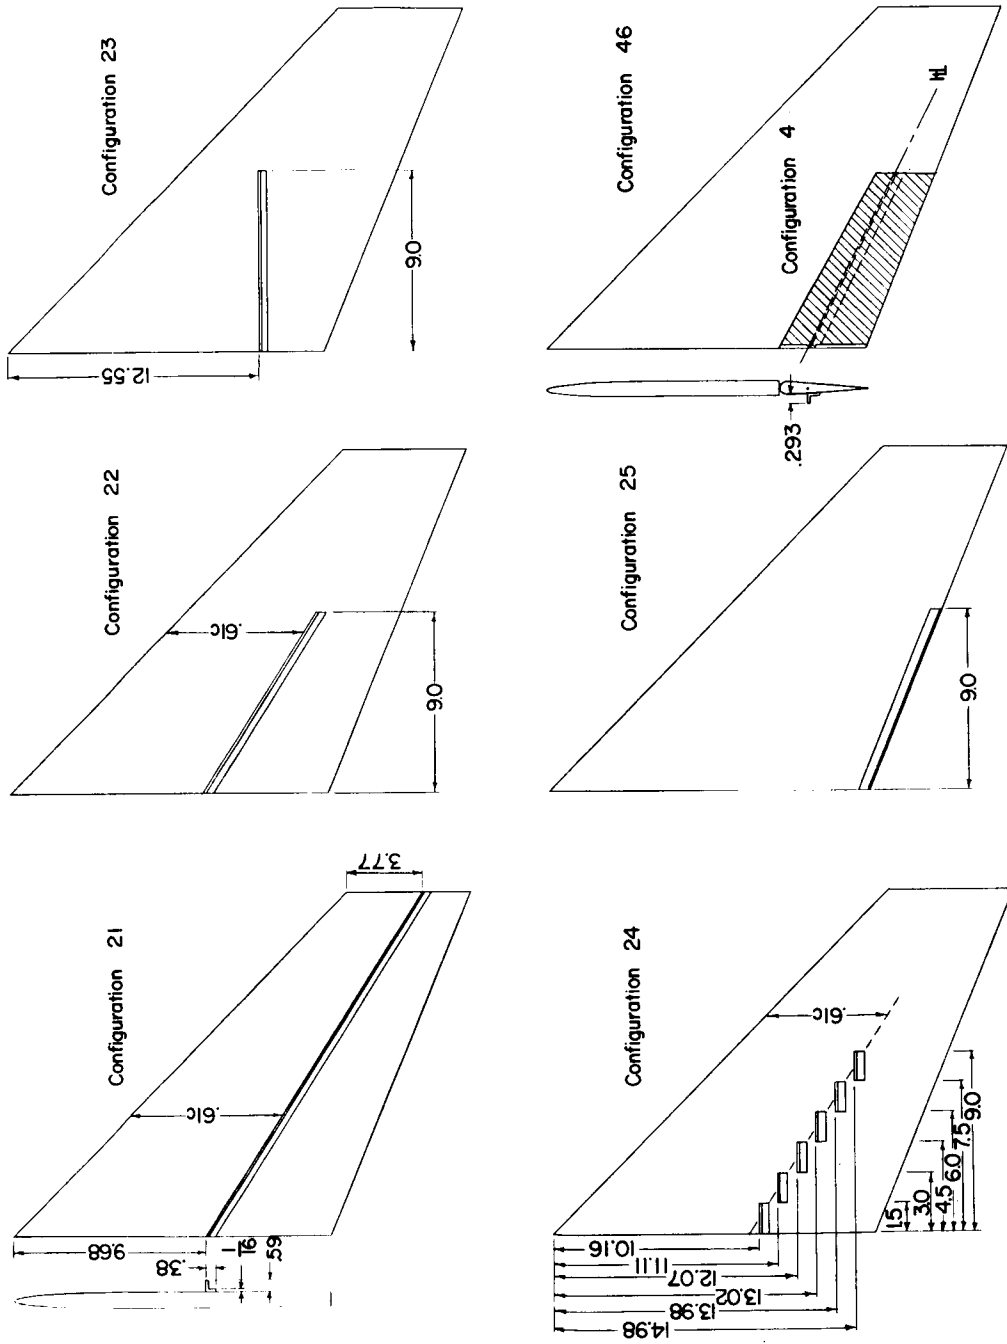 Configuration 21
.61c
3.77
9.68
.38
1/16
.59
Configuration 22
.61c
9.0
Configuration 23
12.55
9.0
Configuration 24
.61c
10.16
11.11
12.07
13.02
13.98
14.98
1.5
3.0
4.5
6.0
7.5
9.0
Configuration 25
9.0
Configuration 46
Configuration 4
HL
.293